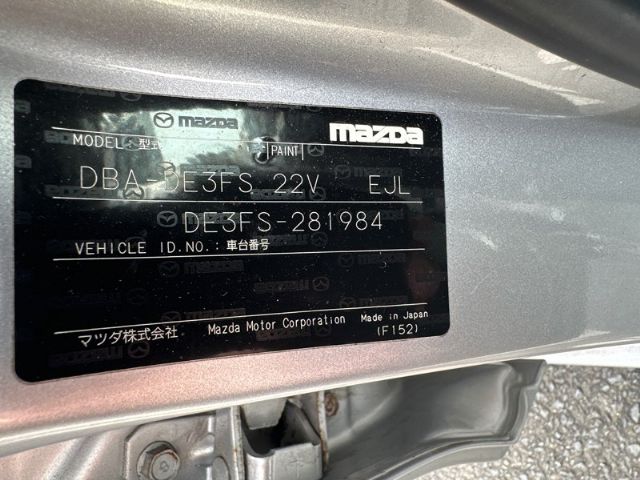 mazda
mazda
MODEL:型式 PAINT
DBA-DE3FS 22V EJL
DE3FS-281984
VEHICLE ID.NO.:車台番号
マツダ株式会社 Mazda Motor Corporation Made in Japan
(F152)